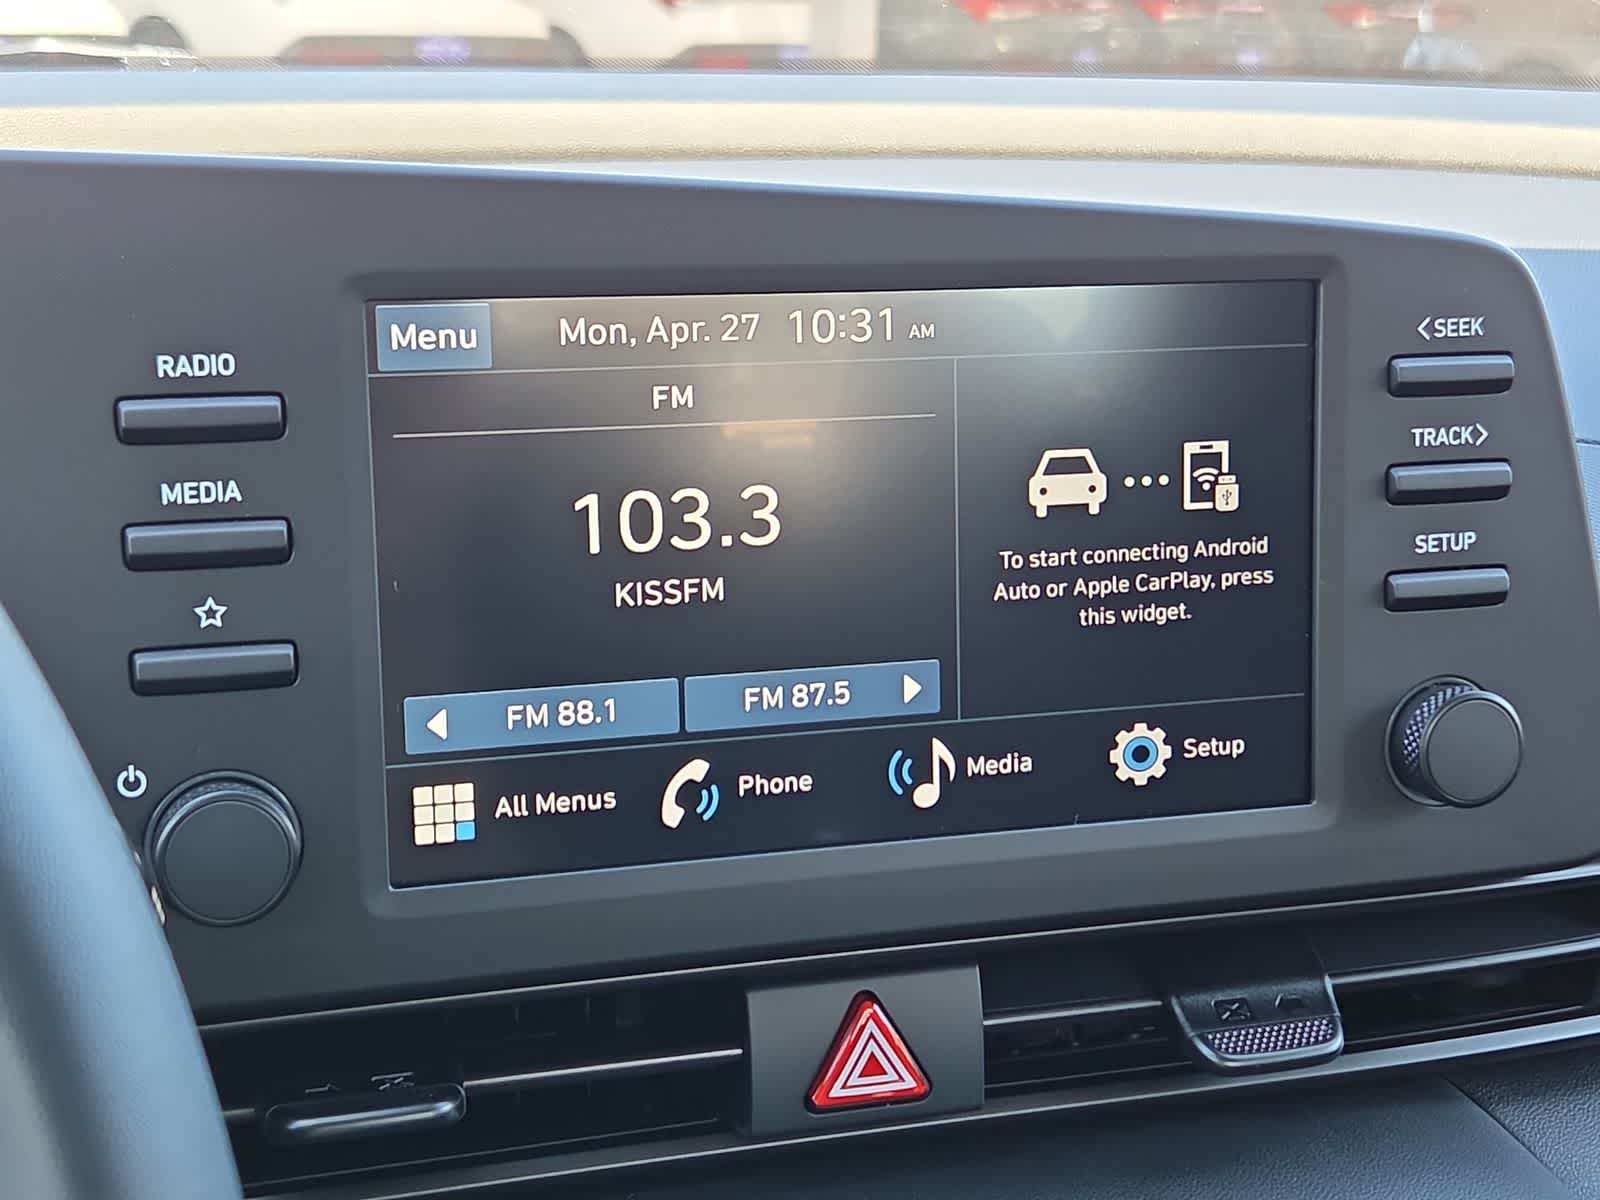 Menu Mon, Apr. 27 10:31 AM
RADIO
MEDIA
FM
103.3
KISSFM
FM 88.1 FM 87.5
To start connecting Android
Auto or Apple CarPlay, press
this widget.
All Menus Phone Media Setup
<SEEK
TRACK>
SETUP